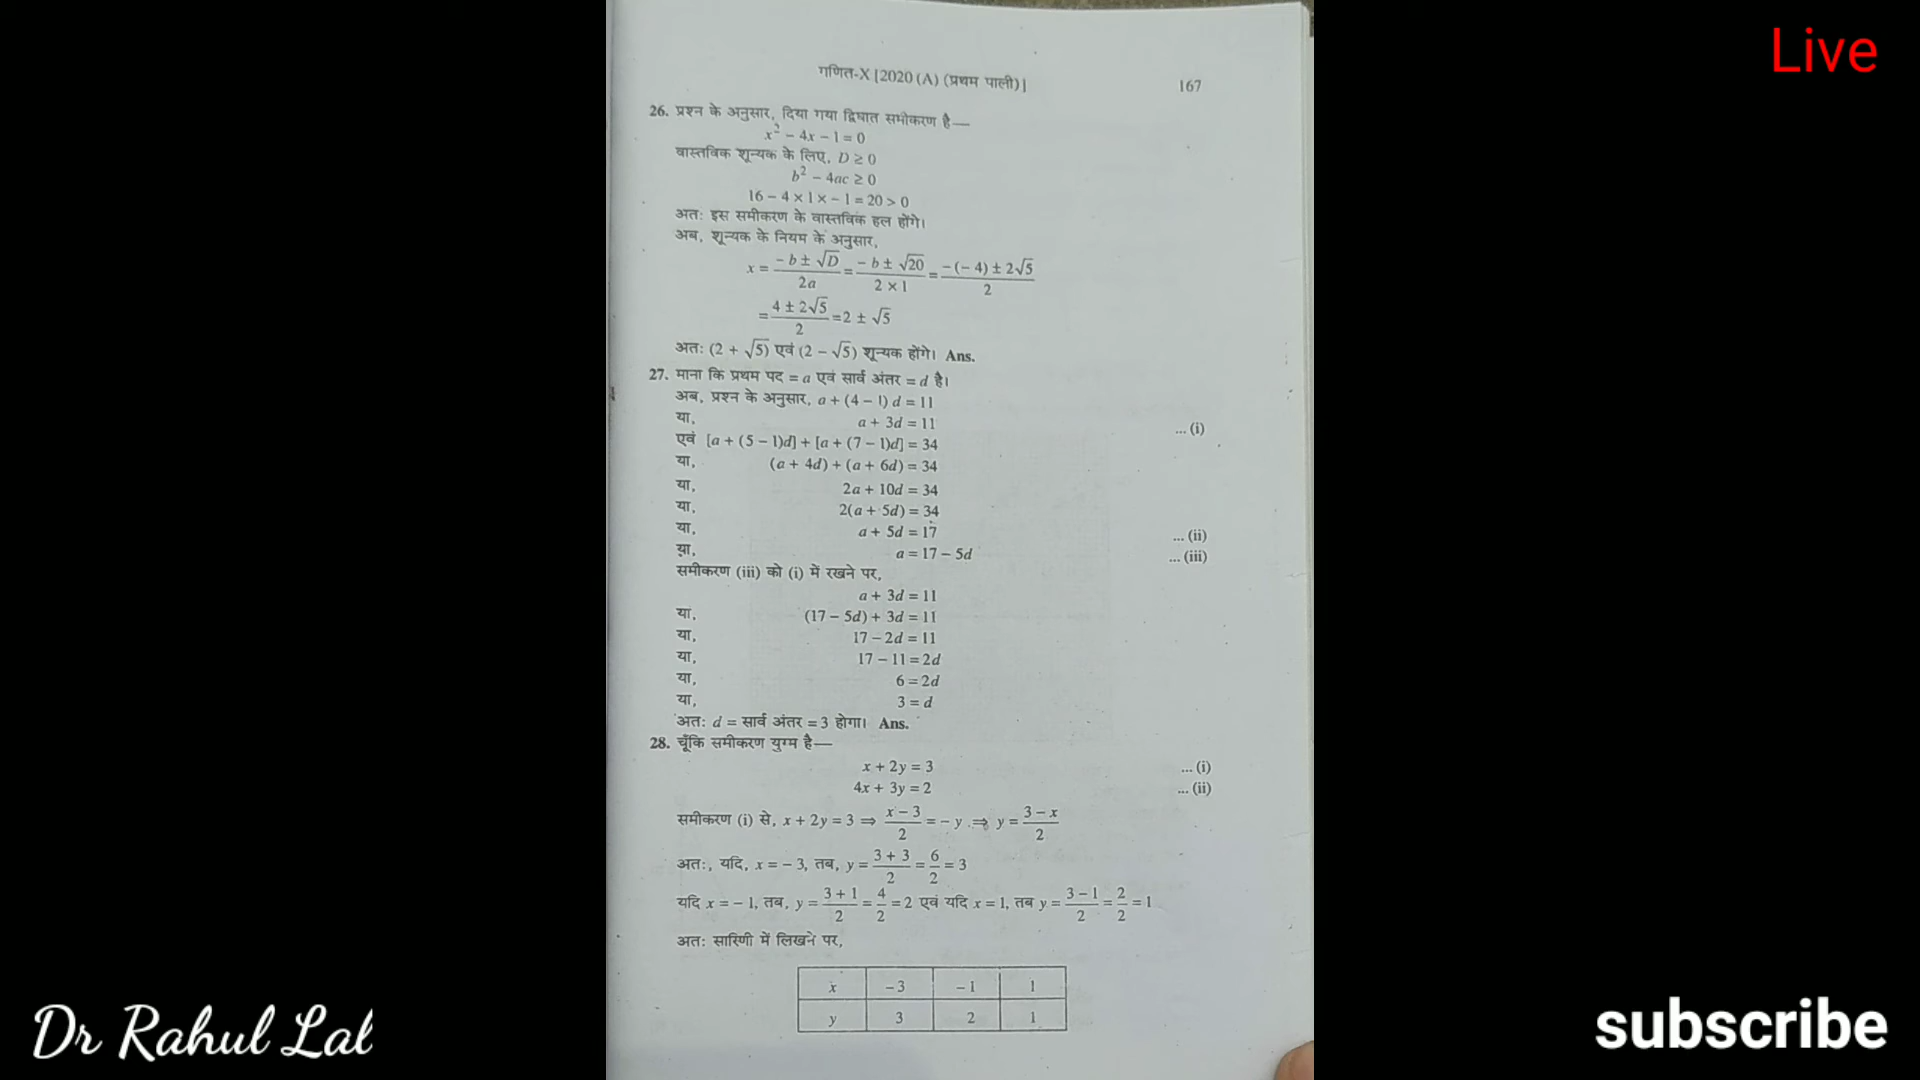 Live
गणित-X [2020 (A) (प्रथम पाली)]
167
26. प्रश्न के अनुसार, दिया गया द्विघात समीकरण है—
x² – 4x – 1 = 0
वास्तविक शून्यक के लिए, D ≥ 0
b² – 4ac ≥ 0
16 – 4 × 1 × – 1 = 20 > 0
अतः इस समीकरण के वास्तविक हल होंगे।
अब, शून्यक के नियम के अनुसार,
x = (– b ± √D)/2a = (– b ± √20)/(2 × 1) = (– (– 4) ± 2√5)/2
= (4 ± 2√5)/2 = 2 ± √5
अतः (2 + √5) एवं (2 – √5) शून्यक होंगे। Ans.
27. माना कि प्रथम पद = a एवं सार्व अंतर = d है।
अब, प्रश्न के अनुसार, a + (4 – 1) d = 11
या, a + 3d = 11 ... (i)
एवं [a + (5 – 1)d] + [a + (7 – 1)d] = 34
या, (a + 4d) + (a + 6d) = 34
या, 2a + 10d = 34
या, 2(a + 5d) = 34
या, a + 5d = 17 ... (ii)
या, a = 17 – 5d ... (iii)
समीकरण (iii) को (i) में रखने पर,
a + 3d = 11
या, (17 – 5d) + 3d = 11
या, 17 – 2d = 11
या, 17 – 11 = 2d
या, 6 = 2d
या, 3 = d
अतः d = सार्व अंतर = 3 होगा। Ans.
28. चूँकि समीकरण युग्म है—
x + 2y = 3 ... (i)
4x + 3y = 2 ... (ii)
समीकरण (i) से, x + 2y = 3 ⇒ (x – 3)/2 = – y ⇒ y = (3 – x)/2
अतः, यदि, x = – 3, तब, y = (3 + 3)/2 = 6/2 = 3
यदि x = – 1, तब, y = (3 + 1)/2 = 4/2 = 2 एवं यदि x = 1, तब y = (3 – 1)/2 = 2/2 = 1
अतः सारिणी में लिखने पर,
x – 3 – 1 1
y 3 2 1
Dr Rahul Lal
subscribe